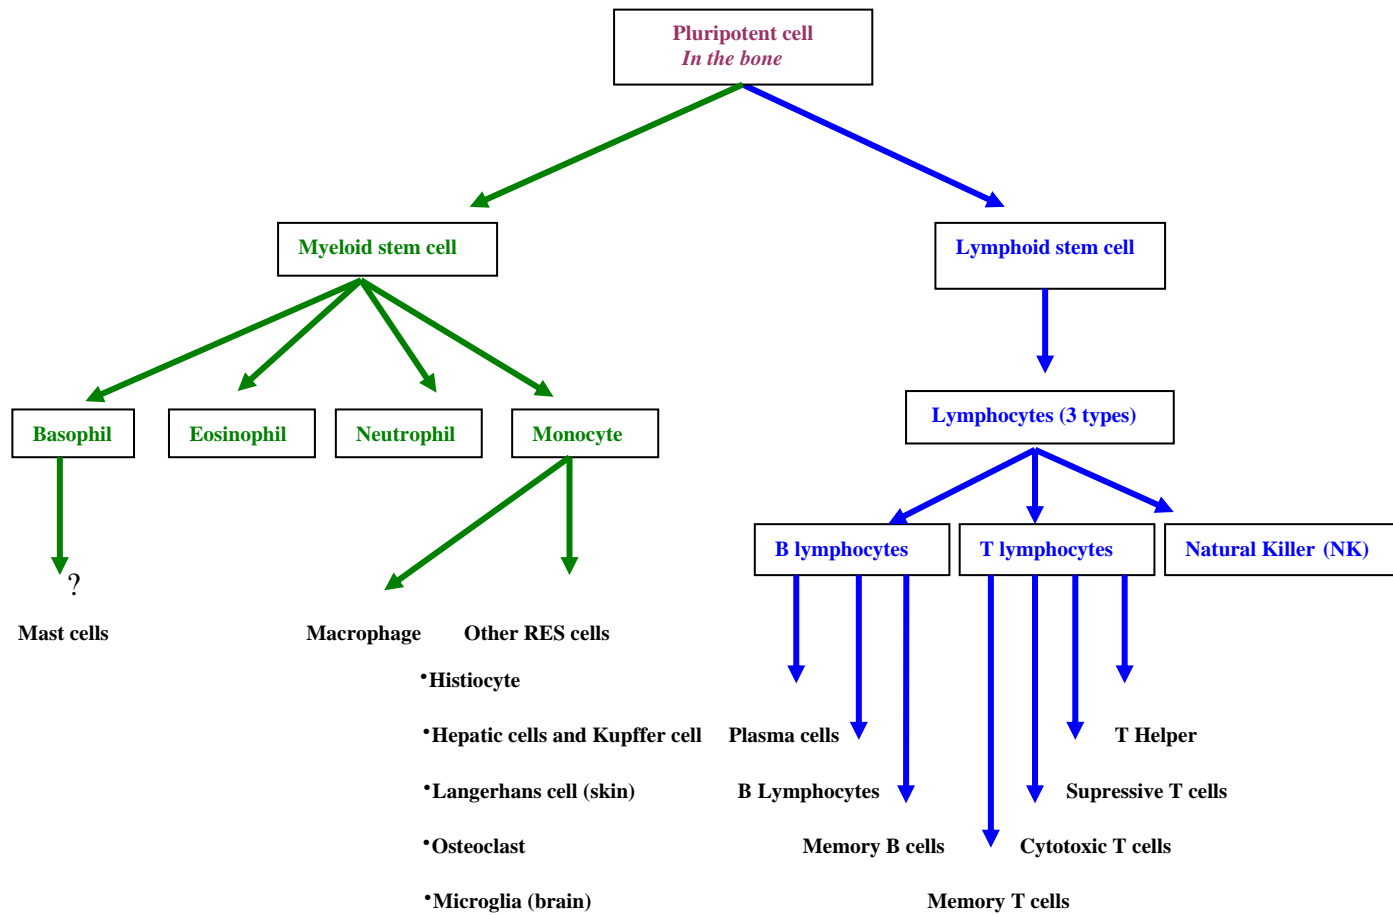 Pluripotent cell
In the bone
Myeloid stem cell
Lymphoid stem cell
Basophil
Eosinophil
Neutrophil
Monocyte
Lymphocytes (3 types)
B lymphocytes
T lymphocytes
Natural Killer (NK)
?
Mast cells
Macrophage
Other RES cells
•Histiocyte
•Hepatic cells and Kupffer cell
Plasma cells
T Helper
•Langerhans cell (skin)
B Lymphocytes
Supressive T cells
•Osteoclast
Memory B cells
Cytotoxic T cells
•Microglia (brain)
Memory T cells